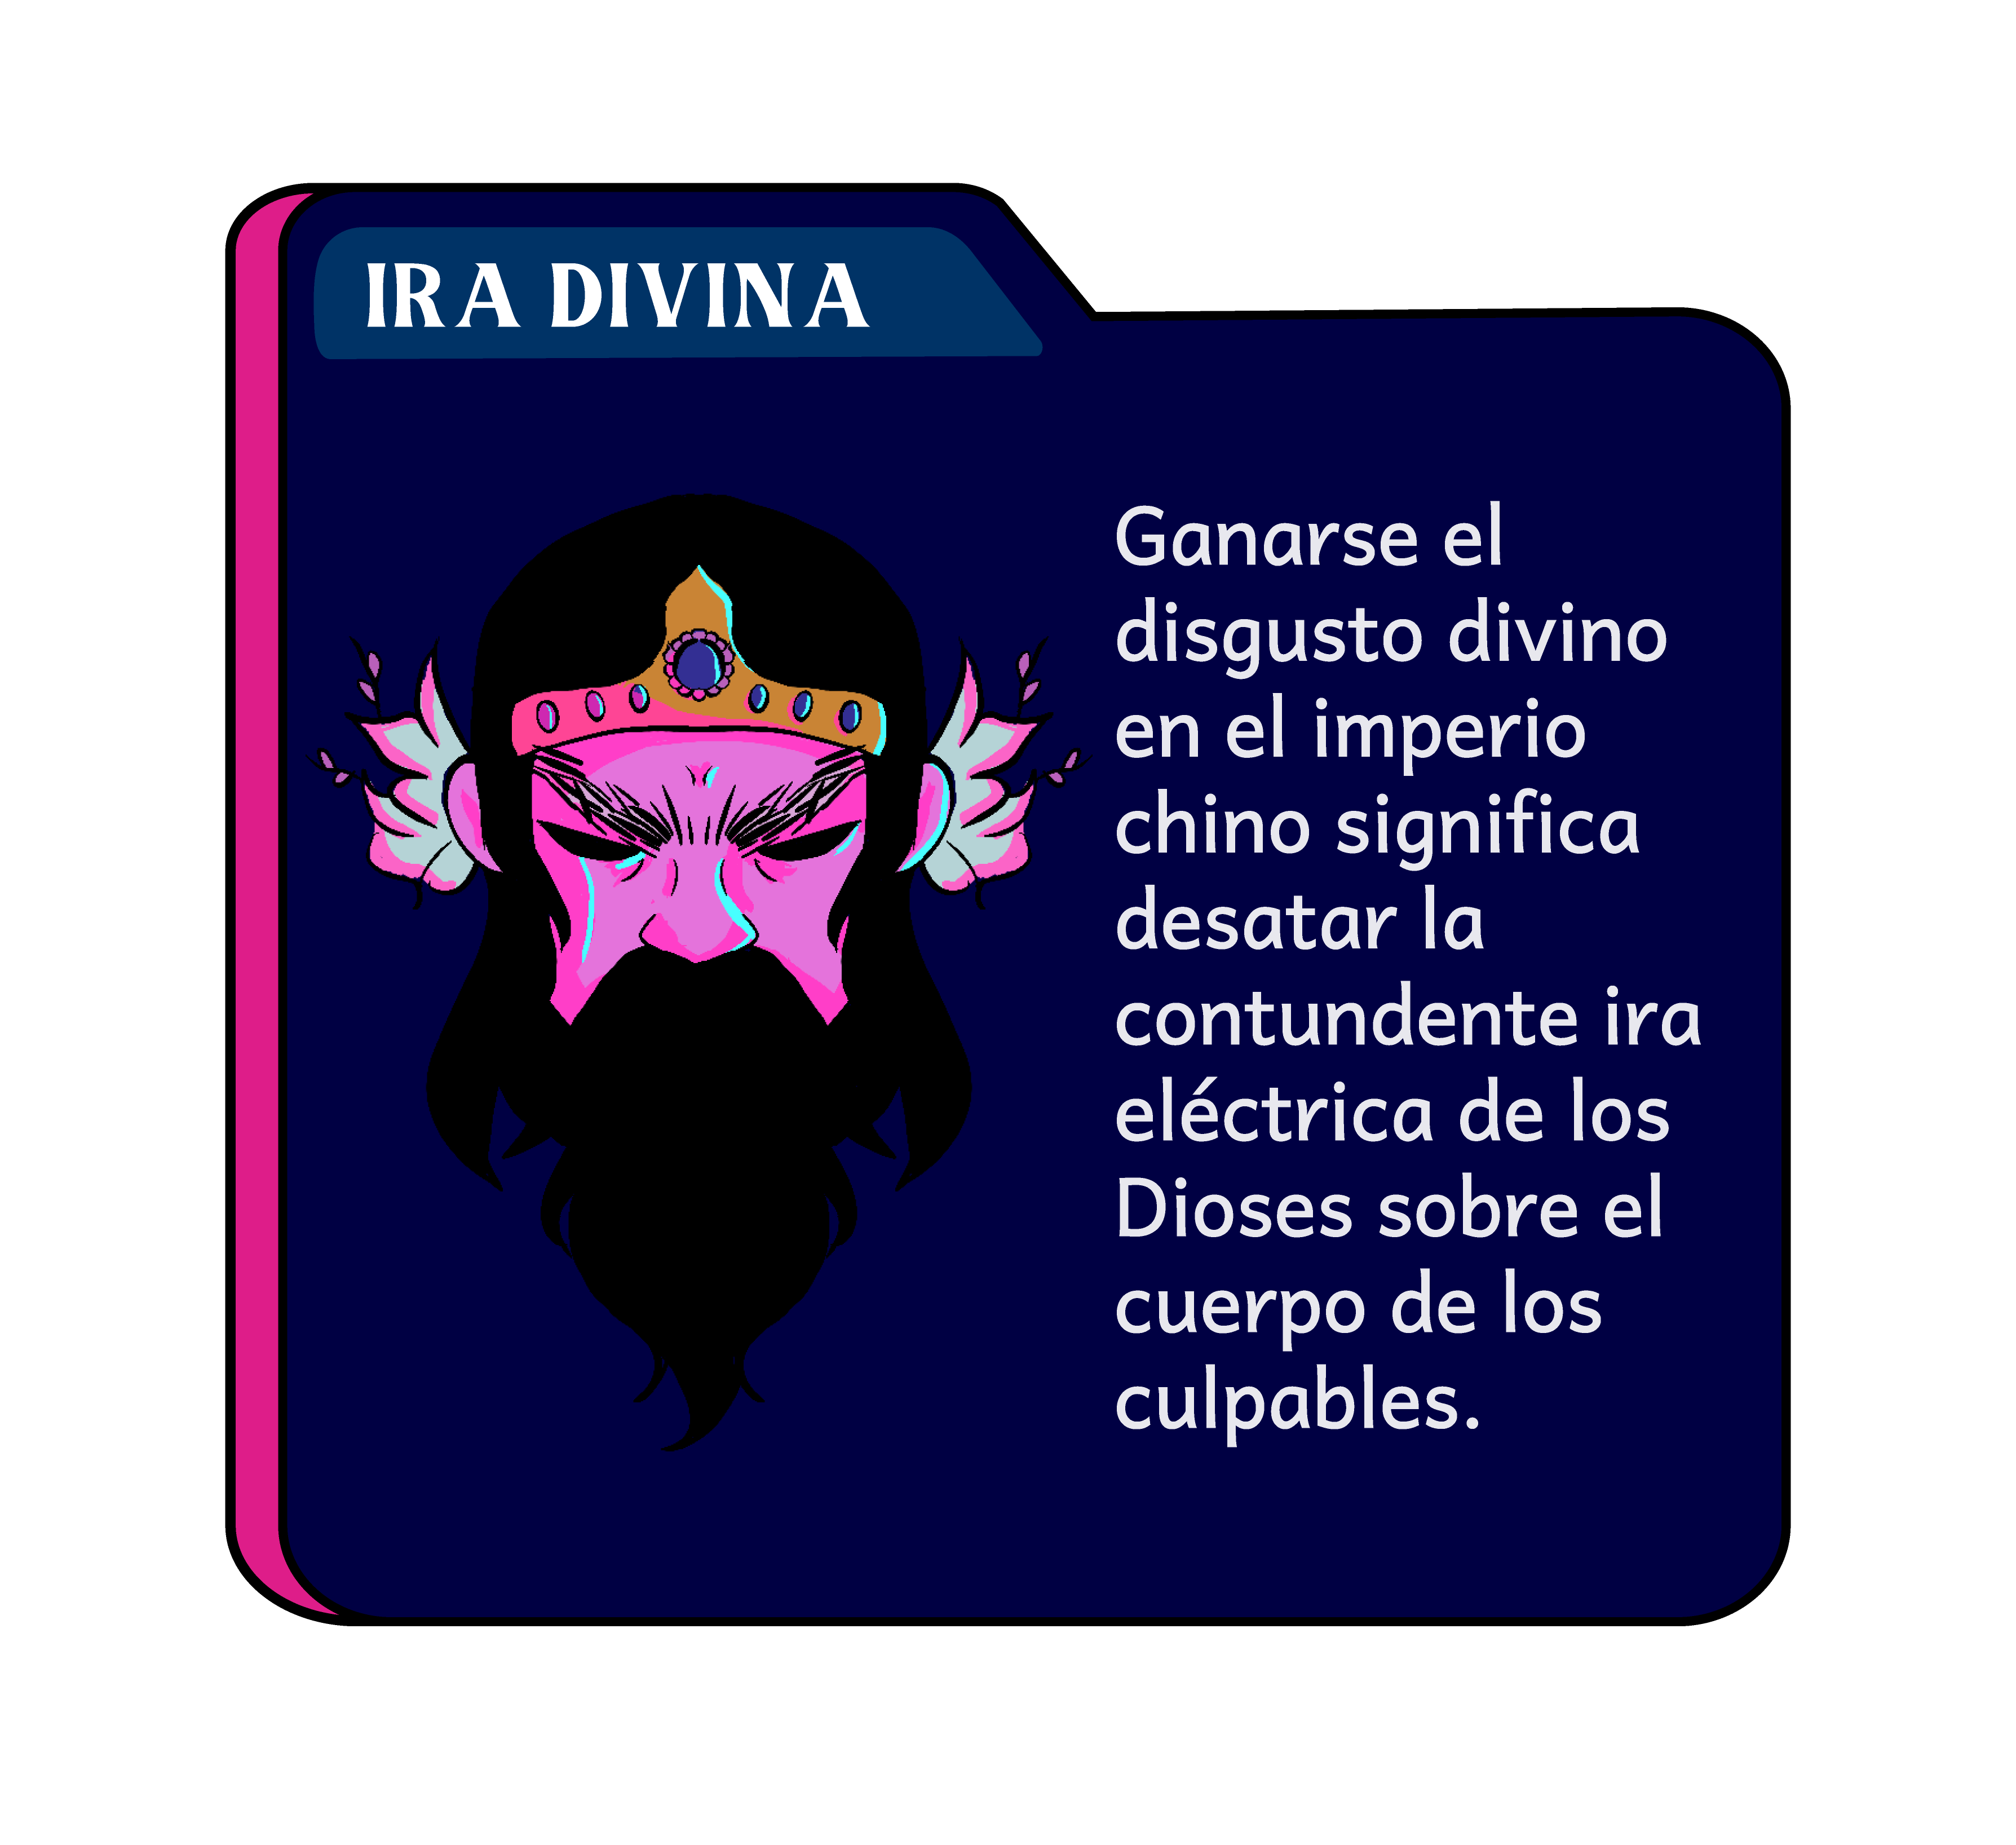 IRA DIVINA
Ganarse el
disgusto divino
en el imperio
chino significa
desatar la
contundente ira
eléctrica de los
Dioses sobre el
cuerpo de los
culpables.